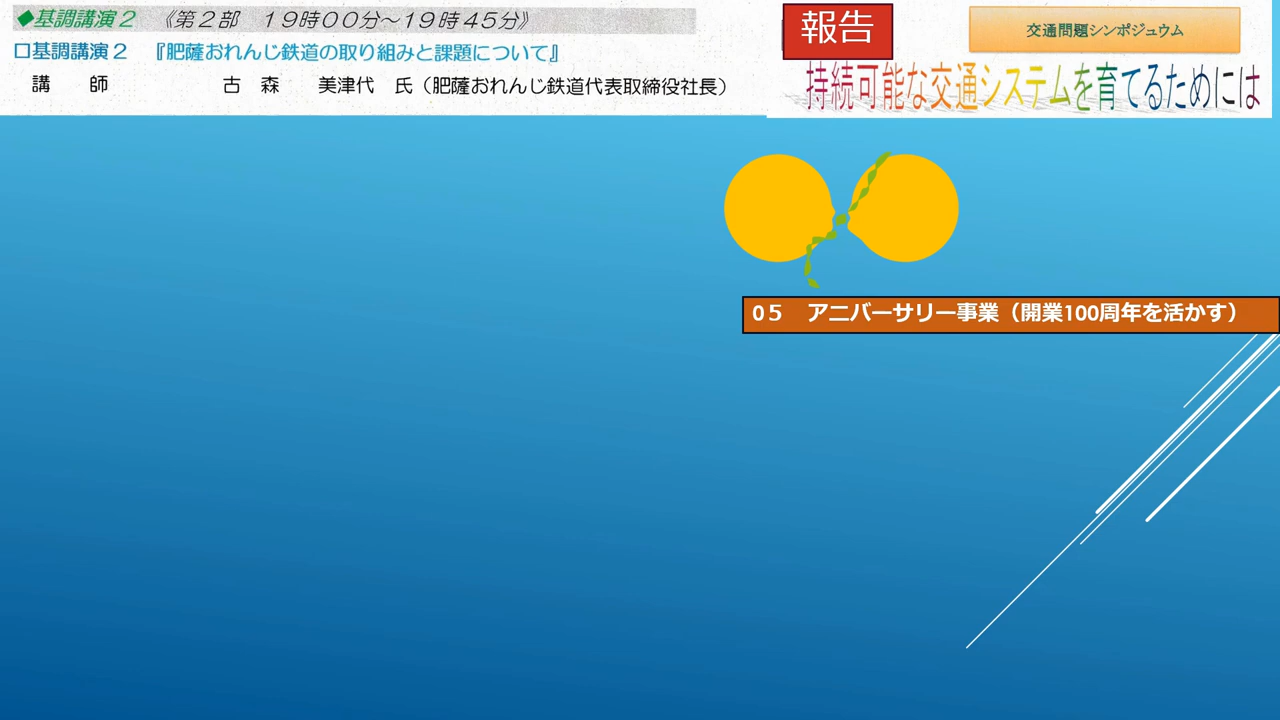 ◆基調講演２　《第２部　１９時００分～１９時４５分》
□基調講演２　『肥薩おれんじ鉄道の取り組みと課題について』
講　師　古　森　美津代　氏（肥薩おれんじ鉄道代表取締役社長）
報告
交通問題シンポジュウム
持続可能な交通システムを育てるためには
０５　アニバーサリー事業（開業100周年を活かす）